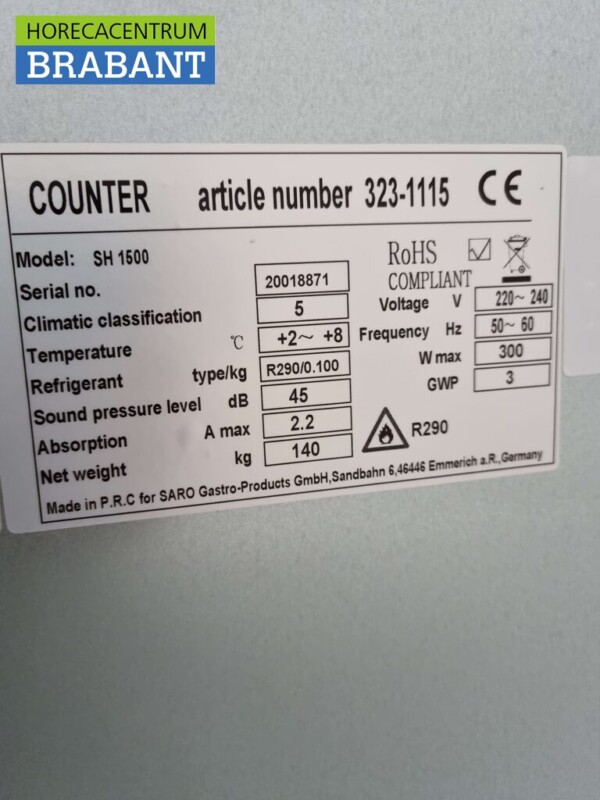 HORECACENTRUM
BRABANT
COUNTER article number 323-1115 CE
Model: SH 1500
RoHS
COMPLIANT
Serial no. 20018871
Climatic classification 5
Temperature ℃ +2～ +8
Refrigerant type/kg R290/0.100
Sound pressure level dB 45
Absorption A max 2.2
Net weight kg 140
Voltage V 220～ 240
Frequency Hz 50～ 60
W max 300
GWP 3
R290
Made in P.R.C for SARO Gastro-Products GmbH,Sandbahn 6,46446 Emmerich a.R.,Germany